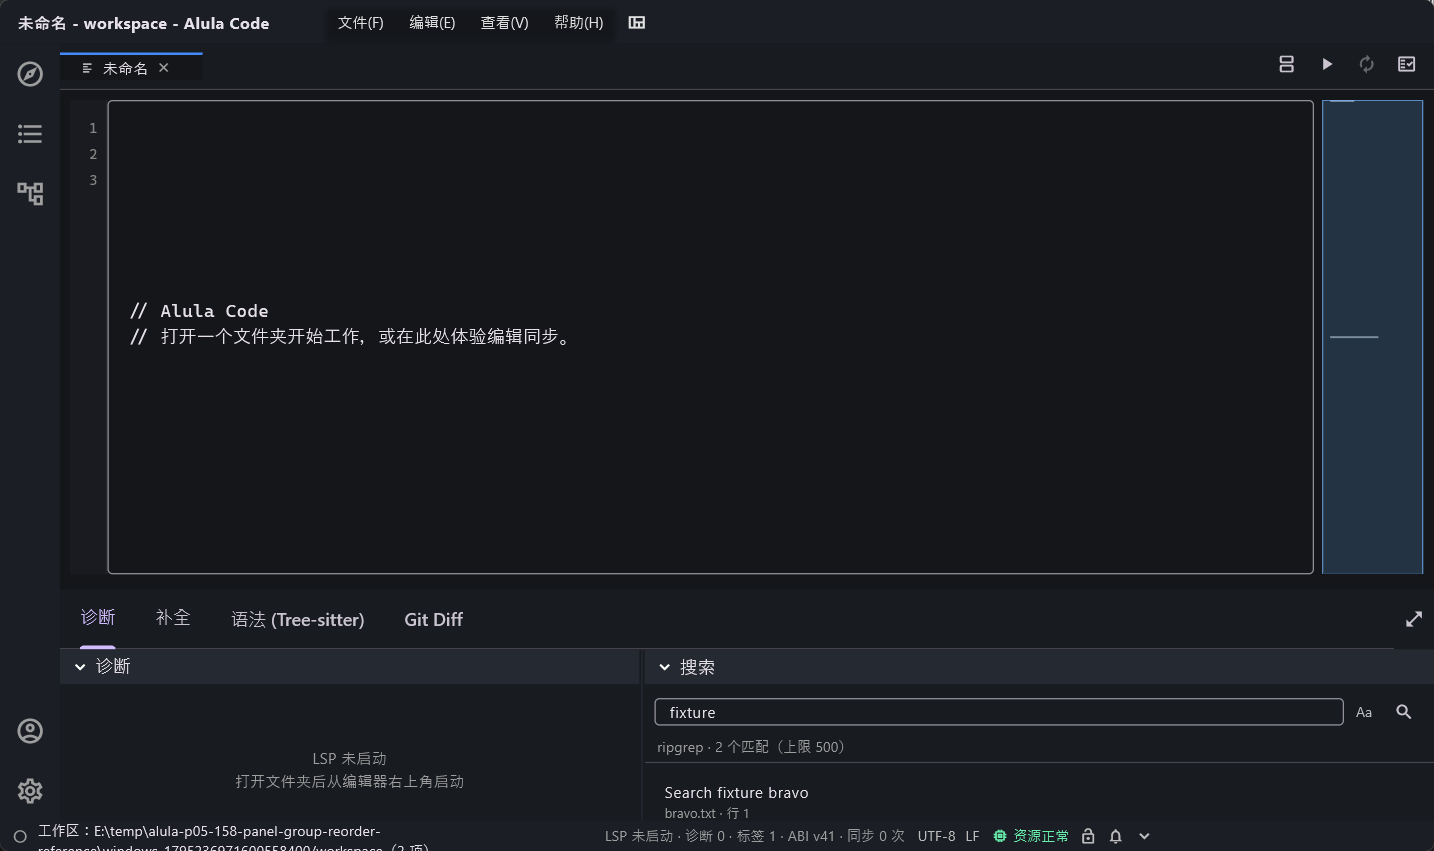 未命名 - workspace - Alula Code
文件(F) 编辑(E) 查看(V) 帮助(H)
未命名
1
2
3
// Alula Code
// 打开一个文件夹开始工作, 或在此处体验编辑同步。
诊断 补全 语法 (Tree-sitter) Git Diff
诊断
搜索
fixture
Aa
ripgrep · 2 个匹配（上限 500）
LSP 未启动
打开文件夹后从编辑器右上角启动
Search fixture bravo
bravo.txt · 行 1
工作区：E:\temp\alula-p05-158-panel-group-reorder-
reference\windows-1795236971600558400/workspace（2 项）
LSP 未启动 · 诊断 0 · 标签 1 · ABI v41 · 同步 0 次 UTF-8 LF 资源正常